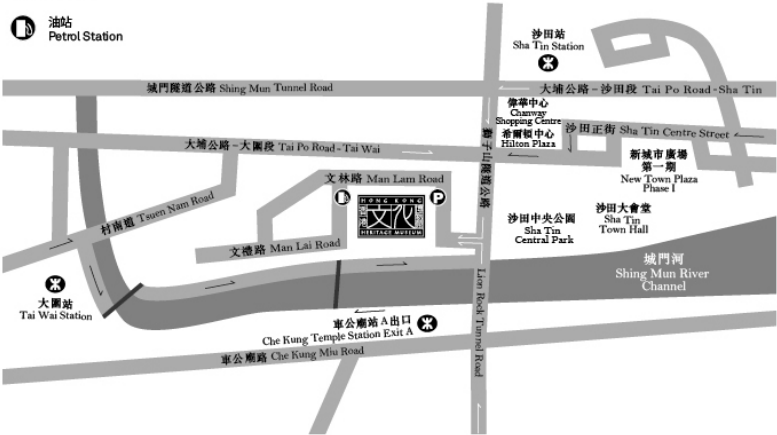 油站
Petrol Station
沙田站
Sha Tin Station
城門隧道公路 Shing Mun Tunnel Road
大埔公路－沙田段 Tai Po Road-Sha Tin
偉華中心
Chanway
Shopping Centre
希爾頓中心
Hilton Plaza
沙田正街 Sha Tin Centre Street
大埔公路－大圍段 Tai Po Road-Tai Wai
獅子山隧道公路
新城市廣場
第一期
New Town Plaza
Phase I
文林路 Man Lam Road
P
HONG KONG
文化
HERITAGE MUSEUM
村南道 Tsuen Nam Road
文禮路 Man Lai Road
沙田中央公園
Sha Tin
Central Park
沙田大會堂
Sha Tin
Town Hall
城門河
Shing Mun River
Channel
Lion Rock Tunnel Road
大圍站
Tai Wai Station
車公廟站A出口
Che Kung Temple Station Exit A
車公廟路 Che Kung Miu Road